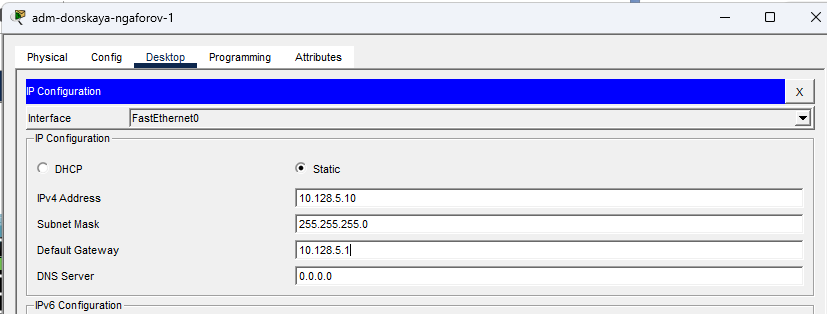 adm-donskaya-ngaforov-1
Physical Config Desktop Programming Attributes
IP Configuration X
Interface FastEthernet0
IP Configuration
DHCP Static
IPv4 Address 10.128.5.10
Subnet Mask 255.255.255.0
Default Gateway 10.128.5.1
DNS Server 0.0.0.0
IPv6 Configuration